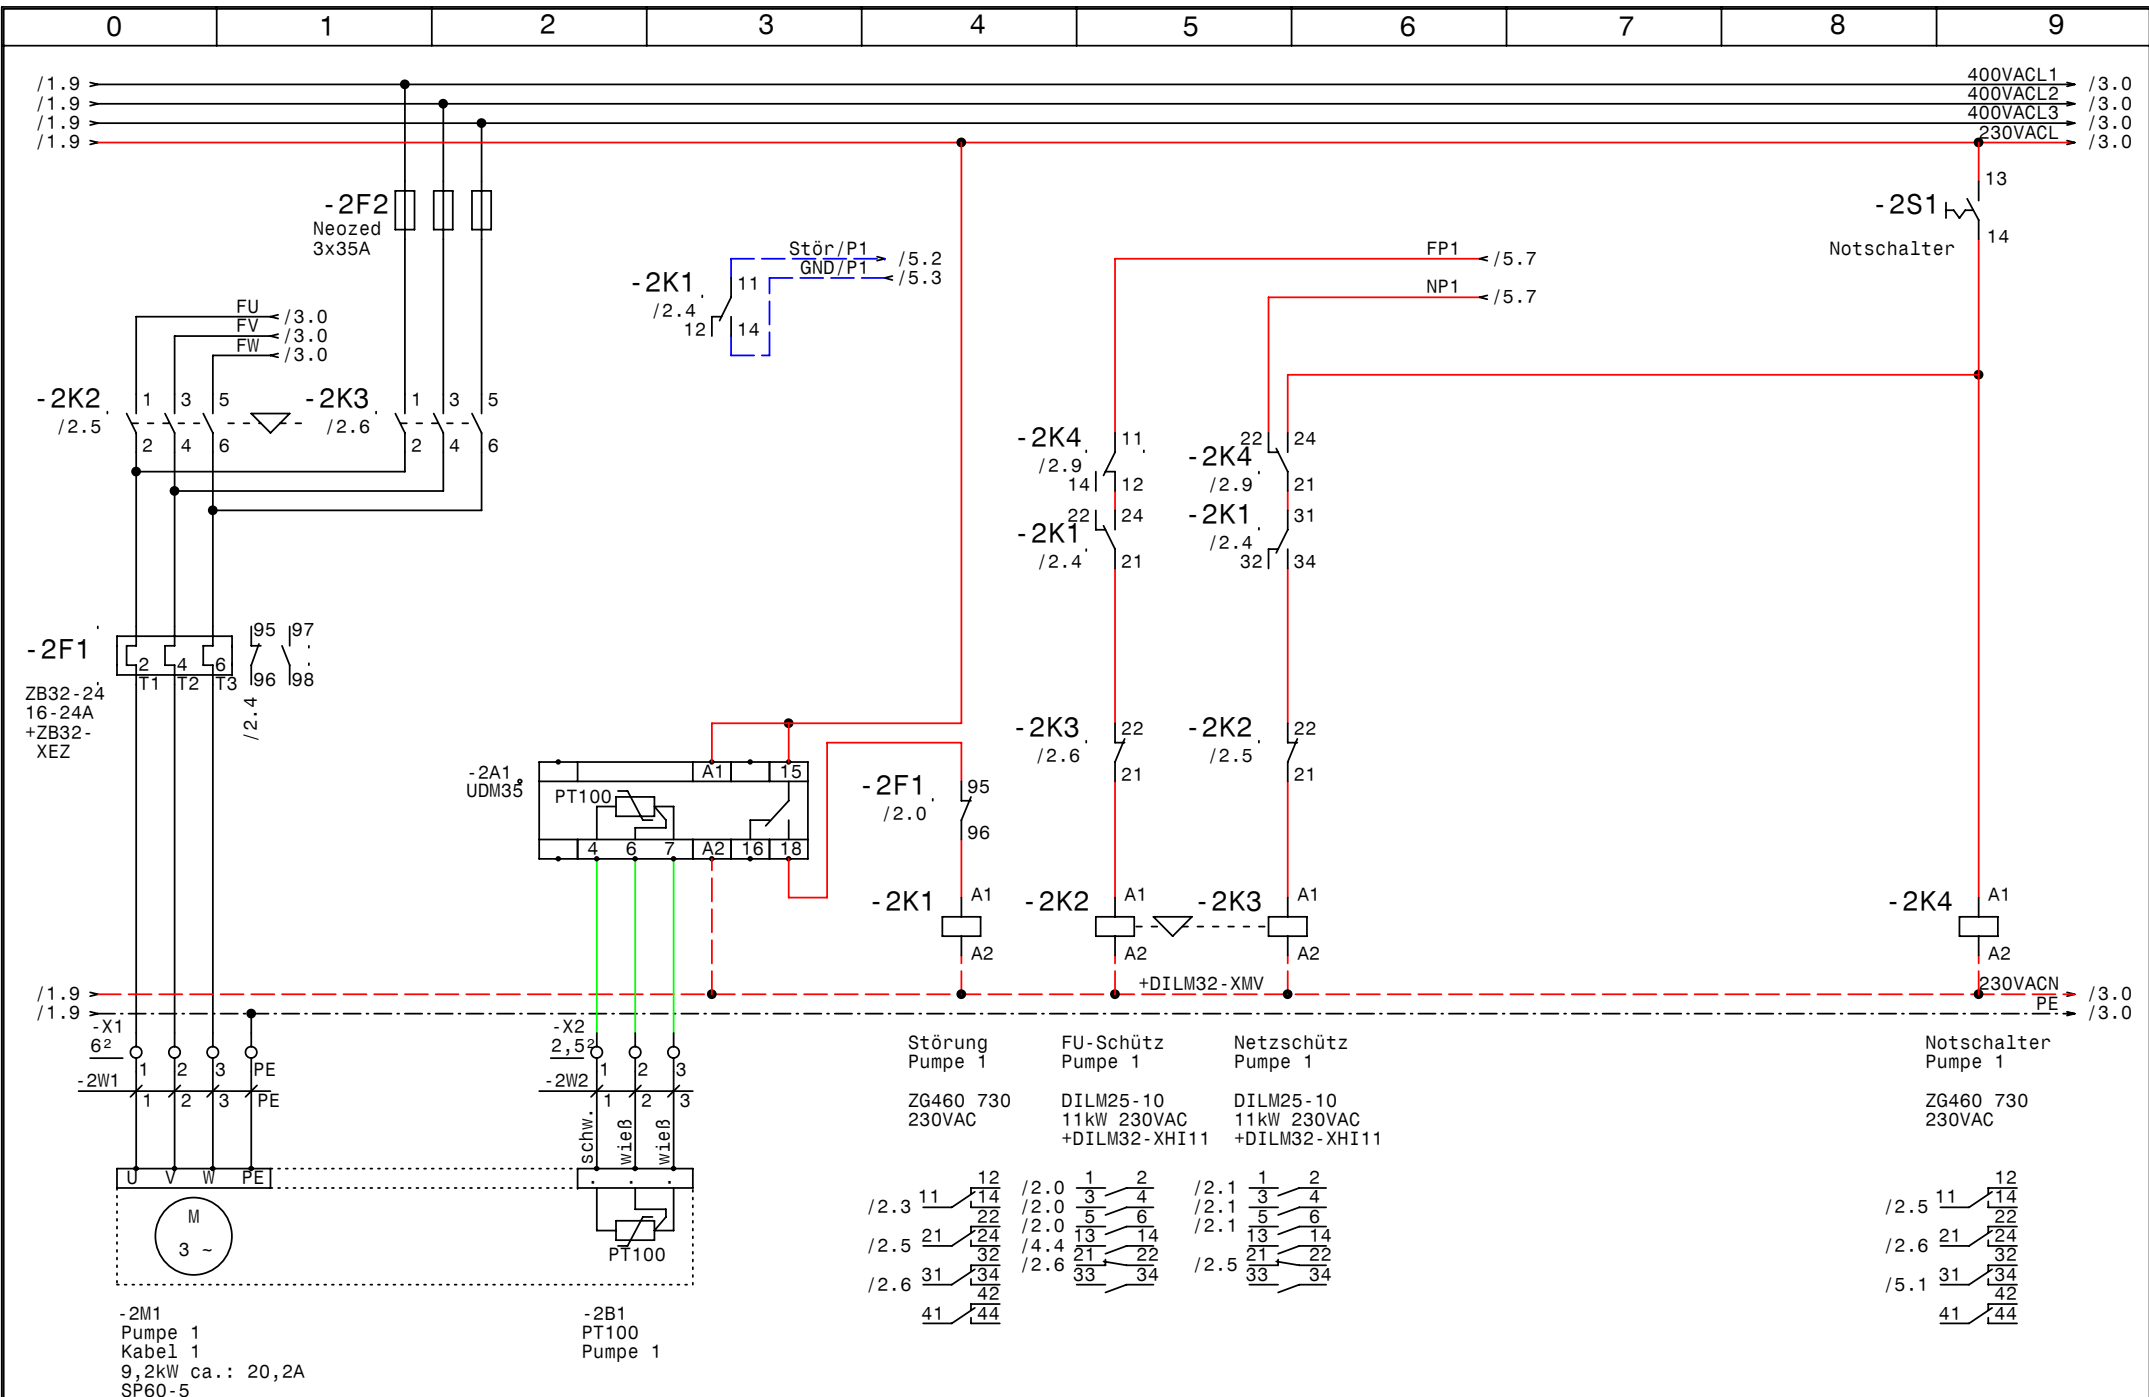 0 1 2 3 4 5 6 7 8 9
/1.9 400VACL1 /3.0
/1.9 400VACL2 /3.0
/1.9 400VACL3 /3.0
/1.9 230VACL /3.0
-2F2
Neozed
3x35A
13
-2S1
14
Notschalter
Stör/P1 /5.2
GND/P1 /5.3
-2K1 11
/2.4
12 14
FP1 /5.7
NP1 /5.7
FU /3.0
FV /3.0
FW /3.0
-2K2 1 3 5
/2.5
2 4 6
-2K3 1 3 5
/2.6
2 4 6
-2K4 11
/2.9
14 12
22 24
-2K4
/2.9
21
22 24
-2K1
/2.4 21
-2K1 31
/2.4
32 34
-2F1
2 4 6
T1 T2 T3
95 97
96 98
/2.4
ZB32-24
16-24A
+ZB32-
XEZ
-2A1
UDM35
A1 15
PT100
4 6 7 A2 16 18
-2F1 95
/2.0
96
-2K3 22
/2.6
21
-2K2 22
/2.5
21
-2K1 A1
A2
-2K2 A1
A2
-2K3 A1
A2
-2K4 A1
A2
+DILM32-XMV
/1.9 230VACN /3.0
/1.9 PE /3.0
-X1
6²
1 2 3 PE
-2W1
1 2 3 PE
-X2
2,5²
1 2 3
-2W2
1 2 3
schw.
wieß
wieß
U V W PE
M
3 ~
PT100
-2M1
Pumpe 1
Kabel 1
9,2kW ca.: 20,2A
SP60-5
-2B1
PT100
Pumpe 1
Störung
Pumpe 1
ZG460 730
230VAC
FU-Schütz
Pumpe 1
DILM25-10
11kW 230VAC
+DILM32-XHI11
Netzschütz
Pumpe 1
DILM25-10
11kW 230VAC
+DILM32-XHI11
Notschalter
Pumpe 1
ZG460 730
230VAC
12
/2.3 11 14
22
/2.5 21 24
32
/2.6 31 34
42
41 44
/2.0 1 2
/2.0 3 4
/2.0 5 6
/4.4 13 14
/2.6 21 22
33 34
/2.1 1 2
/2.1 3 4
/2.1 5 6
13 14
/2.5 21 22
33 34
12
/2.5 11 14
22
/2.6 21 24
32
/5.1 31 34
42
41 44